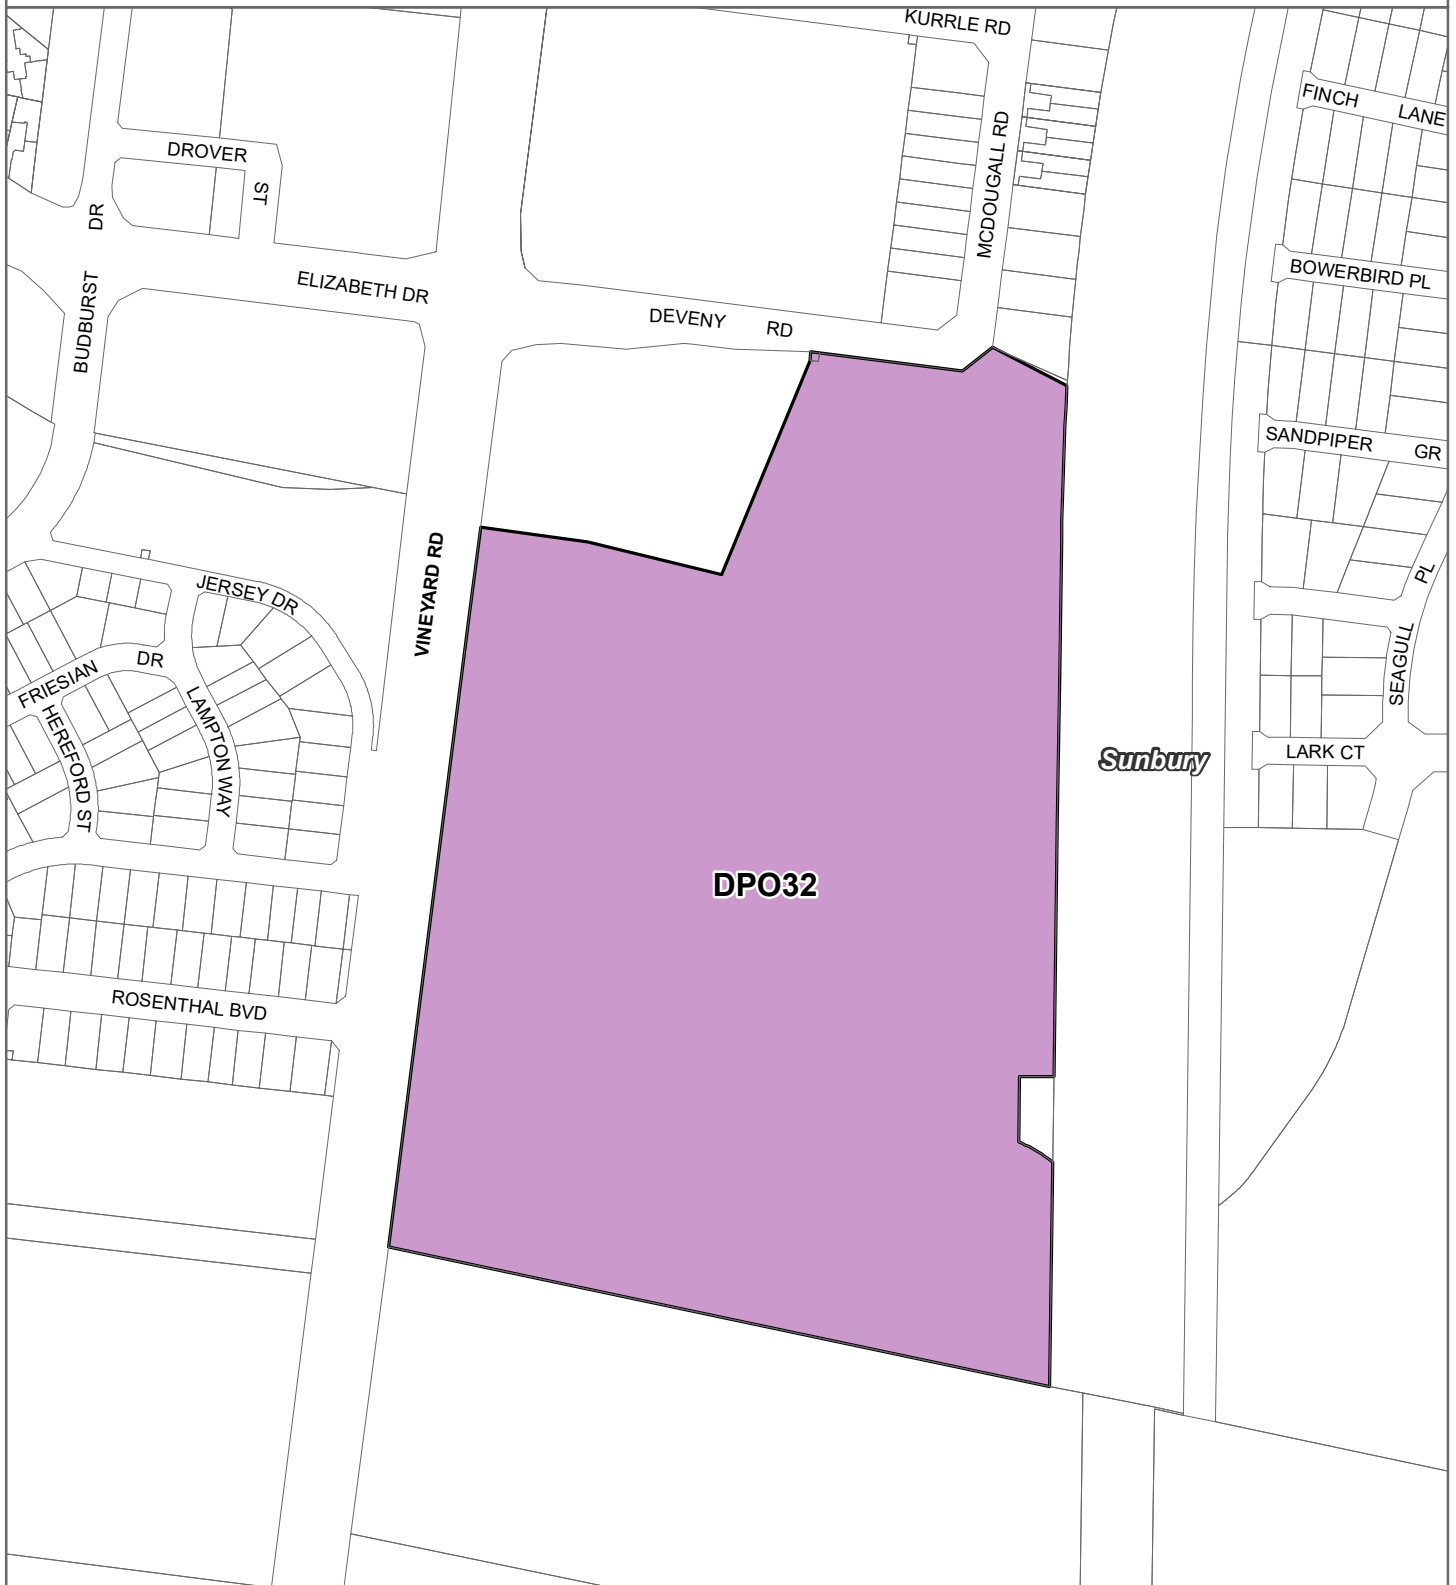 KURRLE RD
FINCH LANE
MCDOUGALL RD
DROVER
ST
DR
BUDBURST
ELIZABETH DR
BOWERBIRD PL
DEVENY RD
SANDPIPER GR
VINEYARD RD
JERSEY DR
PL
SEAGULL
FRIESIAN
DR
HEREFORD ST
LAMPTON WAY
LARK CT
Sunbury
DPO32
ROSENTHAL BVD